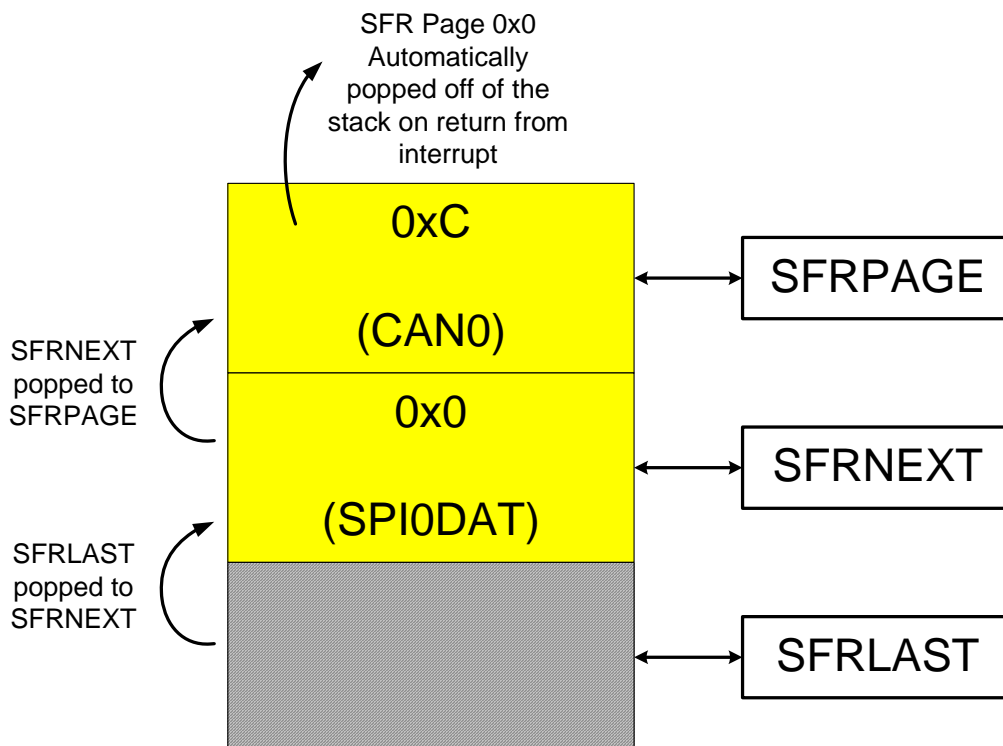 SFR Page 0x0
Automatically
popped off of the
stack on return from
interrupt
0xC
(CAN0)
SFRPAGE
SFRNEXT
popped to
SFRPAGE
0x0
(SPI0DAT)
SFRNEXT
SFRLAST
popped to
SFRNEXT
SFRLAST